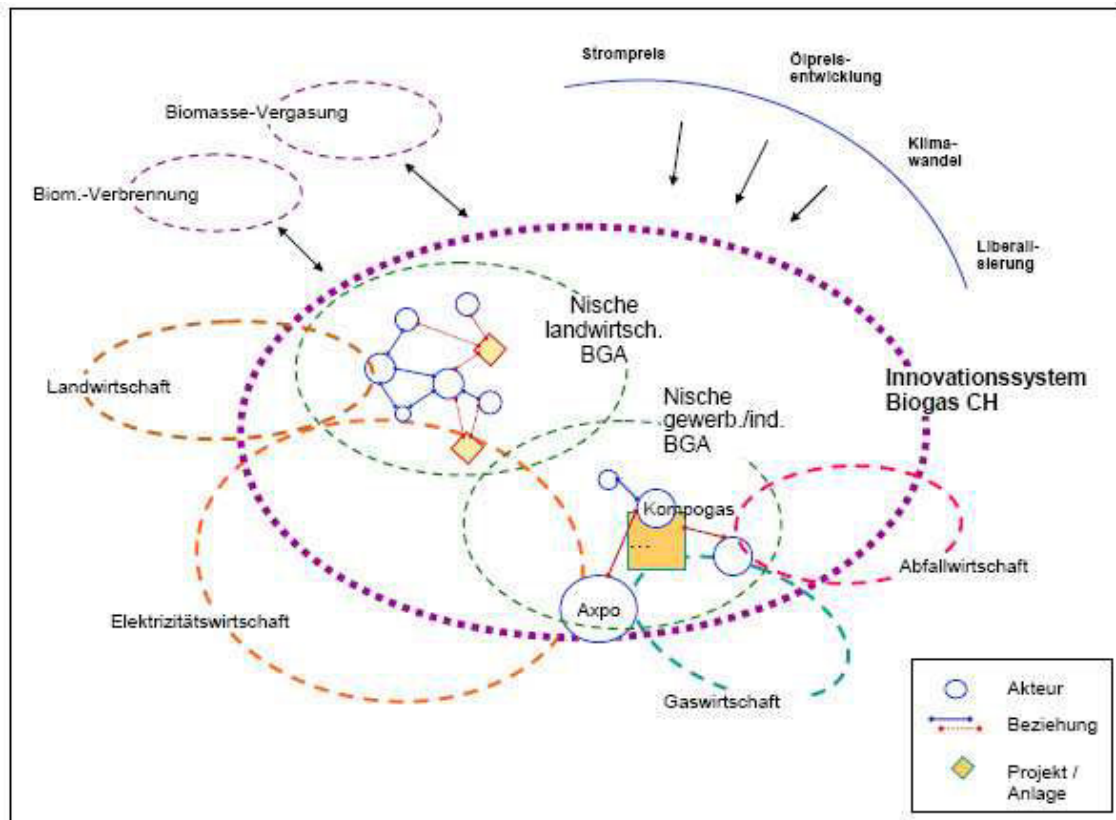 Strompreis
Ölpreis-
entwicklung
Biomasse-Vergasung
Klima-
wandel
Biom.-Verbrennung
Liberali-
sierung
Nische
landwirtsch.
BGA
Landwirtschaft
Innovationssystem
Biogas CH
Nische
gewerb./ind.
BGA
Kompogas
...
Abfallwirtschaft
Axpo
Elektrizitätswirtschaft
Gaswirtschaft
Akteur
Beziehung
Projekt /
Anlage